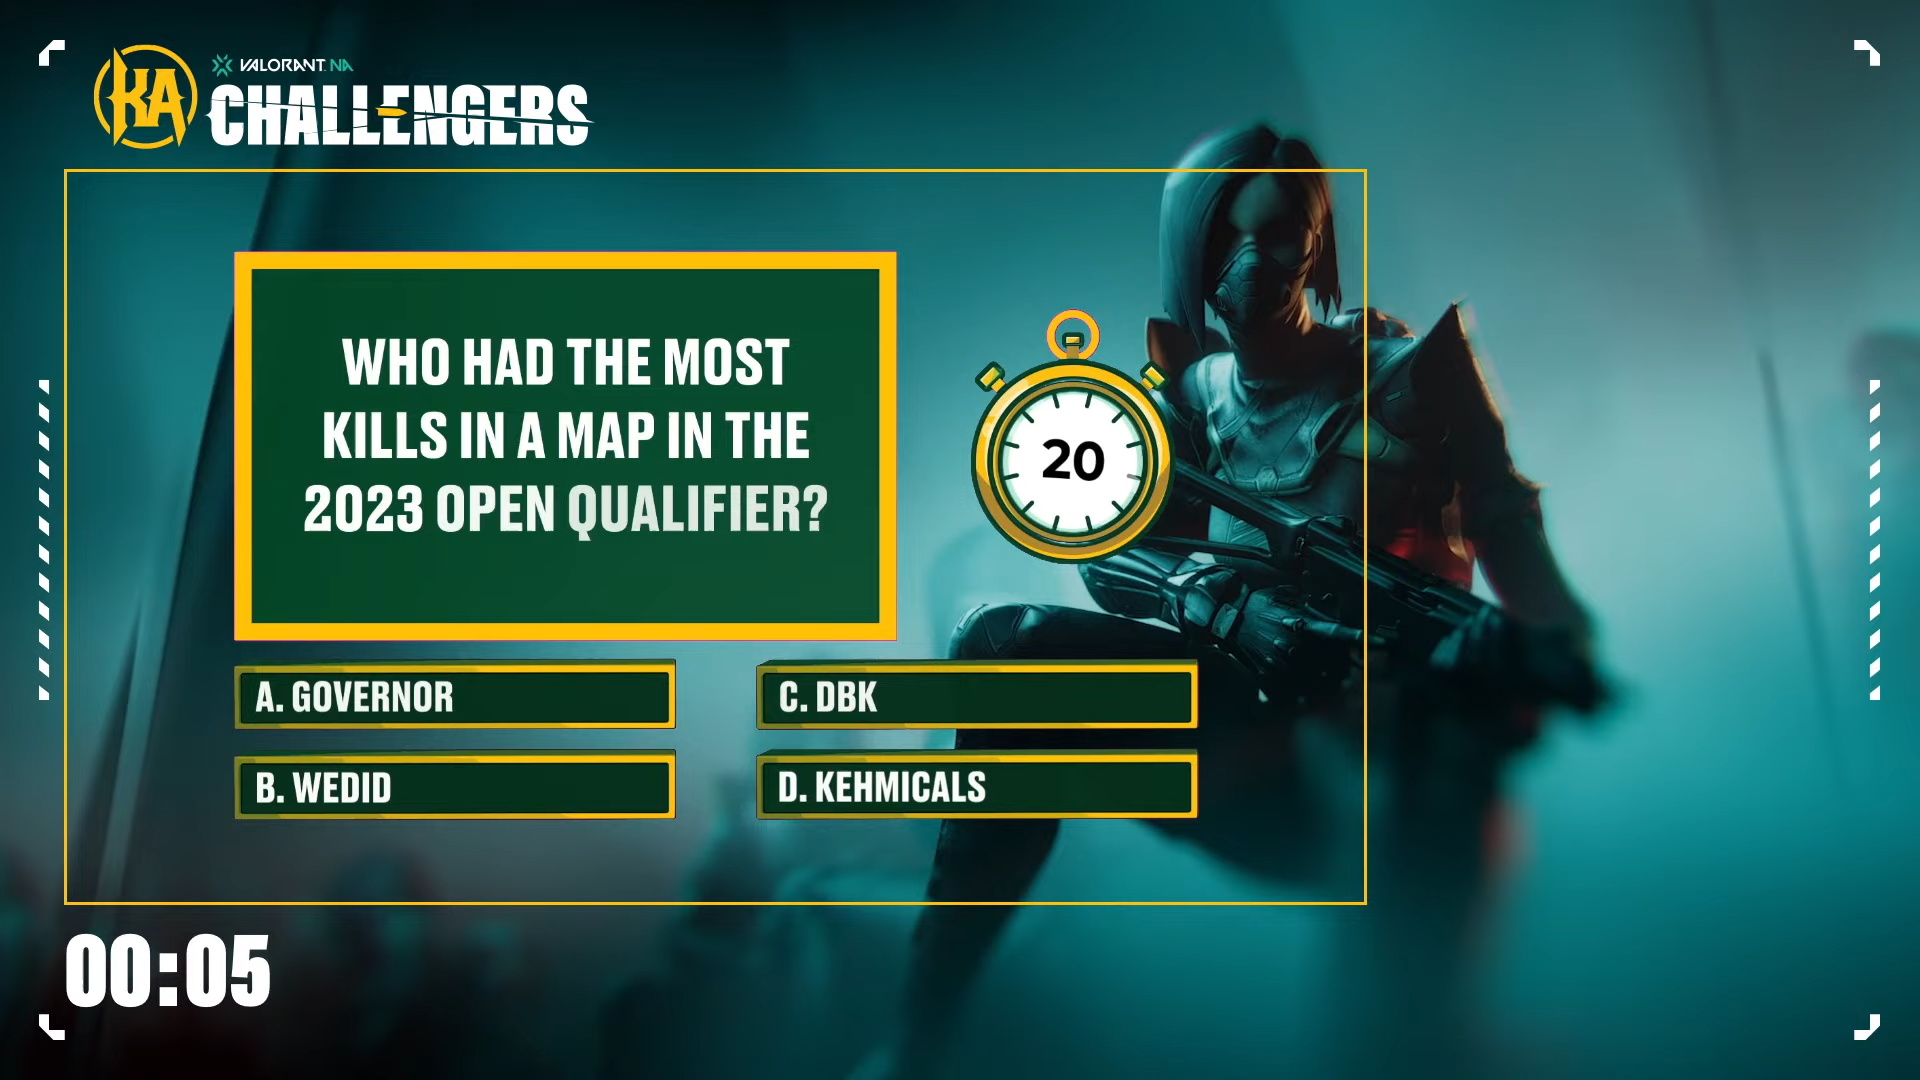 KA
VALORANT NA
CHALLENGERS
WHO HAD THE MOST
KILLS IN A MAP IN THE
2023 OPEN QUALIFIER?
20
A. GOVERNOR
C. DBK
B. WEDID
D. KEHMICALS
00:05